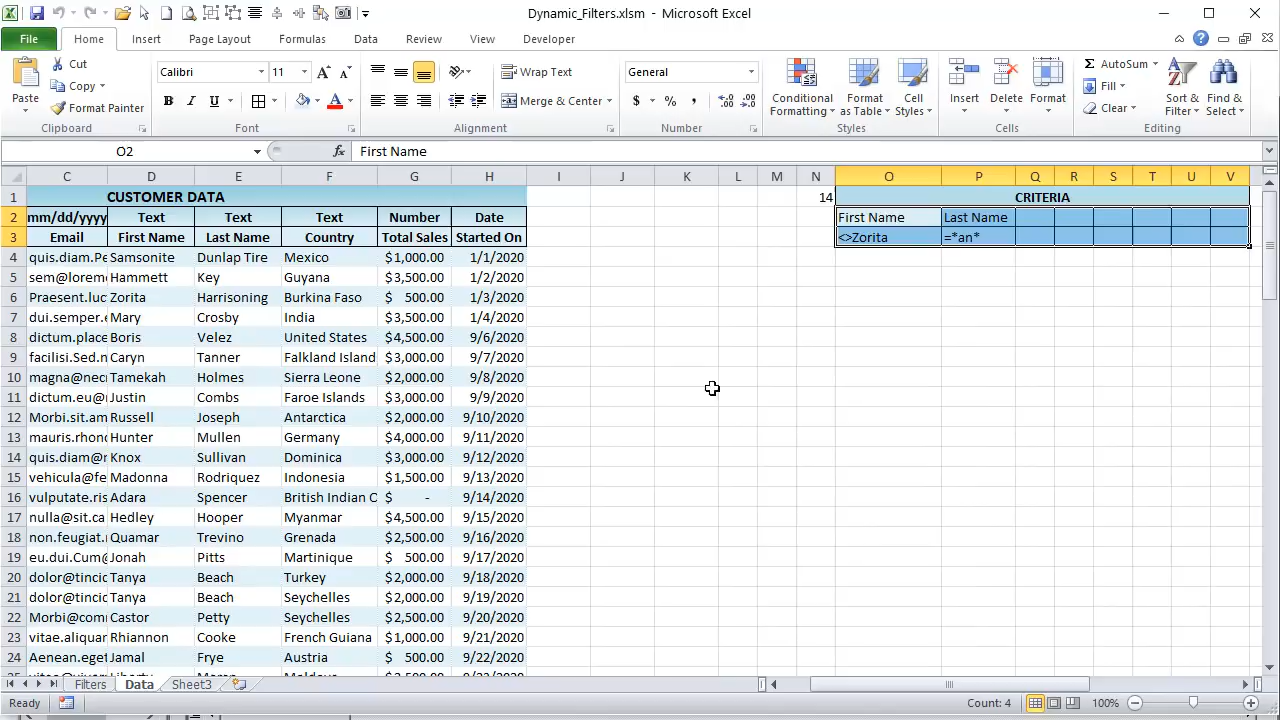 Dynamic_Filters.xlsm - Microsoft Excel
File Home Insert Page Layout Formulas Data Review View Developer
Paste Cut Copy Format Painter Clipboard
Calibri 11 A A B I U A Font
Wrap Text Merge & Center Alignment
General $ % , Number
Conditional Formatting Format as Table Cell Styles Styles
Insert Delete Format Cells
Σ AutoSum Fill Clear Sort & Filter Find & Select Editing
O2 fx First Name
C D E F G H I J K L M N O P Q R S T U V
1 CUSTOMER DATA 14 CRITERIA
2 mm/dd/yyyy Text Text Text Number Date First Name Last Name
3 Email First Name Last Name Country Total Sales Started On <>Zorita =*an*
4 quis.diam.Pe Samsonite Dunlap Tire Mexico $1,000.00 1/1/2020
5 sem@loreme Hammett Key Guyana $3,500.00 1/2/2020
6 Praesent.luc Zorita Harrisoning Burkina Faso $ 500.00 1/3/2020
7 dui.semper.e Mary Crosby India $3,500.00 1/4/2020
8 dictum.place Boris Velez United States $4,500.00 9/6/2020
9 facilisi.Sed.n Caryn Tanner Falkland Island $3,000.00 9/7/2020
10 magna@nec Tamekah Holmes Sierra Leone $2,000.00 9/8/2020
11 dictum.eu@ Justin Combs Faroe Islands $3,000.00 9/9/2020
12 Morbi.sit.am Russell Joseph Antarctica $2,000.00 9/10/2020
13 mauris.rhon Hunter Mullen Germany $4,000.00 9/11/2020
14 quis.diam@r Knox Sullivan Dominica $3,000.00 9/12/2020
15 vehicula@fe Madonna Rodriquez Indonesia $1,500.00 9/13/2020
16 vulputate.ris Adara Spencer British Indian O $ - 9/14/2020
17 nulla@sit.ca Hedley Hooper Myanmar $4,500.00 9/15/2020
18 non.feugiat. Quamar Trevino Grenada $2,500.00 9/16/2020
19 eu.dui.Cum@ Jonah Pitts Martinique $ 500.00 9/17/2020
20 dolor@tincid Tanya Beach Turkey $2,000.00 9/18/2020
21 dolor@tincid Tanya Beach Seychelles $2,000.00 9/19/2020
22 Morbi@com Castor Petty Seychelles $2,500.00 9/20/2020
23 vitae.aliquar Rhiannon Cooke French Guiana $1,000.00 9/21/2020
24 Aenean.eget Jamal Frye Austria $ 500.00 9/22/2020
Filters Data Sheet3
Ready Count: 4 100%